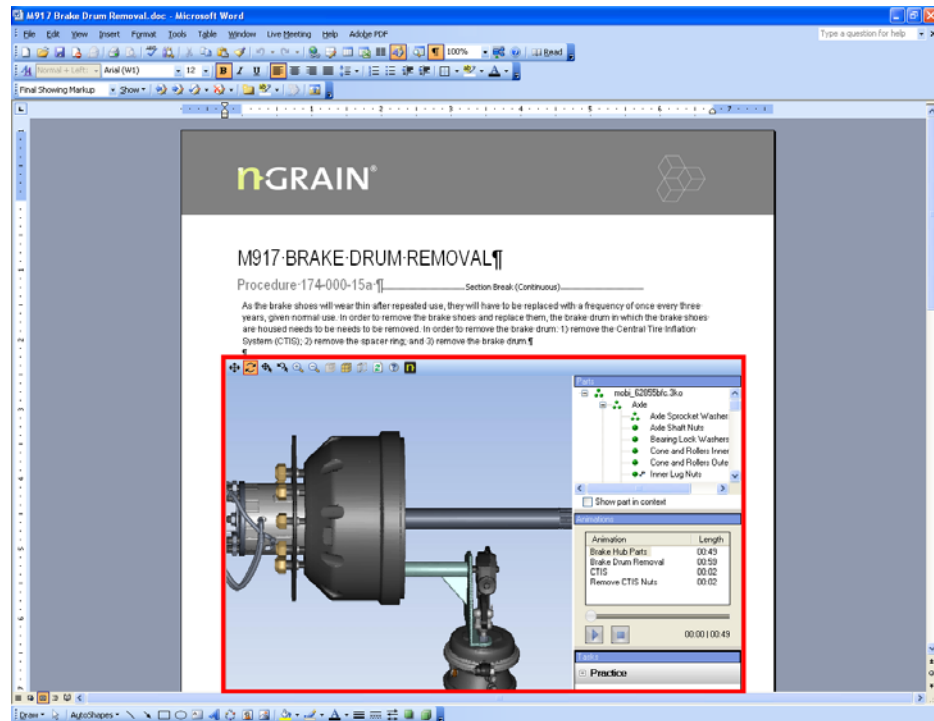 M917 Brake Drum Removal.doc - Microsoft Word
File Edit View Insert Format Tools Table Window Live Meeting Help Adobe PDF Type a question for help
100% Read
Normal + Left: Arial (W1) 12 B I U
Final Showing Markup Show
1 2 3 4 5 6 7
nGRAIN®
M917·BRAKE·DRUM·REMOVAL¶
Procedure·174-000-15a·¶ Section Break (Continuous)
As the brake shoes will wear thin after repeated use, they will have to be replaced with a frequency of once every three
years, given normal use. In order to remove the brake shoes and replace them, the brake drum in which the brake shoes
are housed needs to be needs to be removed. In order to remove the brake drum: 1) remove the Central Tire Inflation
System (CTIS); 2) remove the spacer ring; and 3) remove the brake drum.¶
¶
Parts
mobi_62855bfc.3ko
Axle
Axle Sprocket Washer
Axle Shaft Nuts
Bearing Lock Washers
Cone and Rollers Inner
Cone and Rollers Oute
Inner Lug Nuts
Show part in context
Animations
Animation Length
Brake Hub Parts 00:49
Brake Drum Removal 00:59
CTIS 00:02
Remove CTIS Nuts 00:02
00:00 | 00:49
Tasks
Practice
Draw AutoShapes